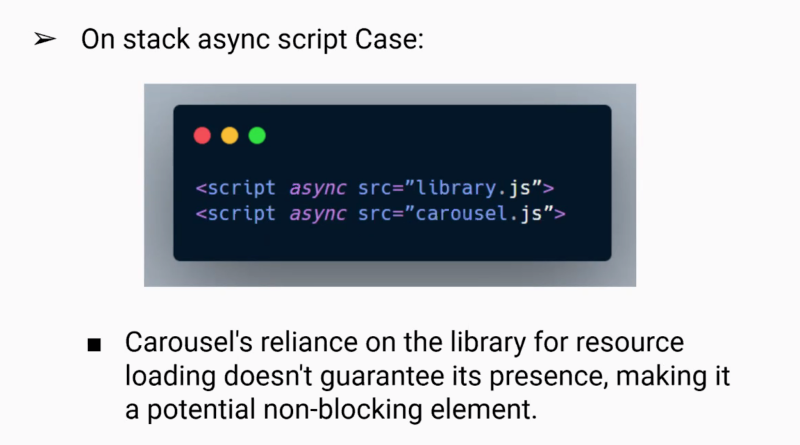 ➢ On stack async script Case:
<script async src=”library.js”>
<script async src=”carousel.js”>
■ Carousel's reliance on the library for resource
loading doesn't guarantee its presence, making it
a potential non-blocking element.